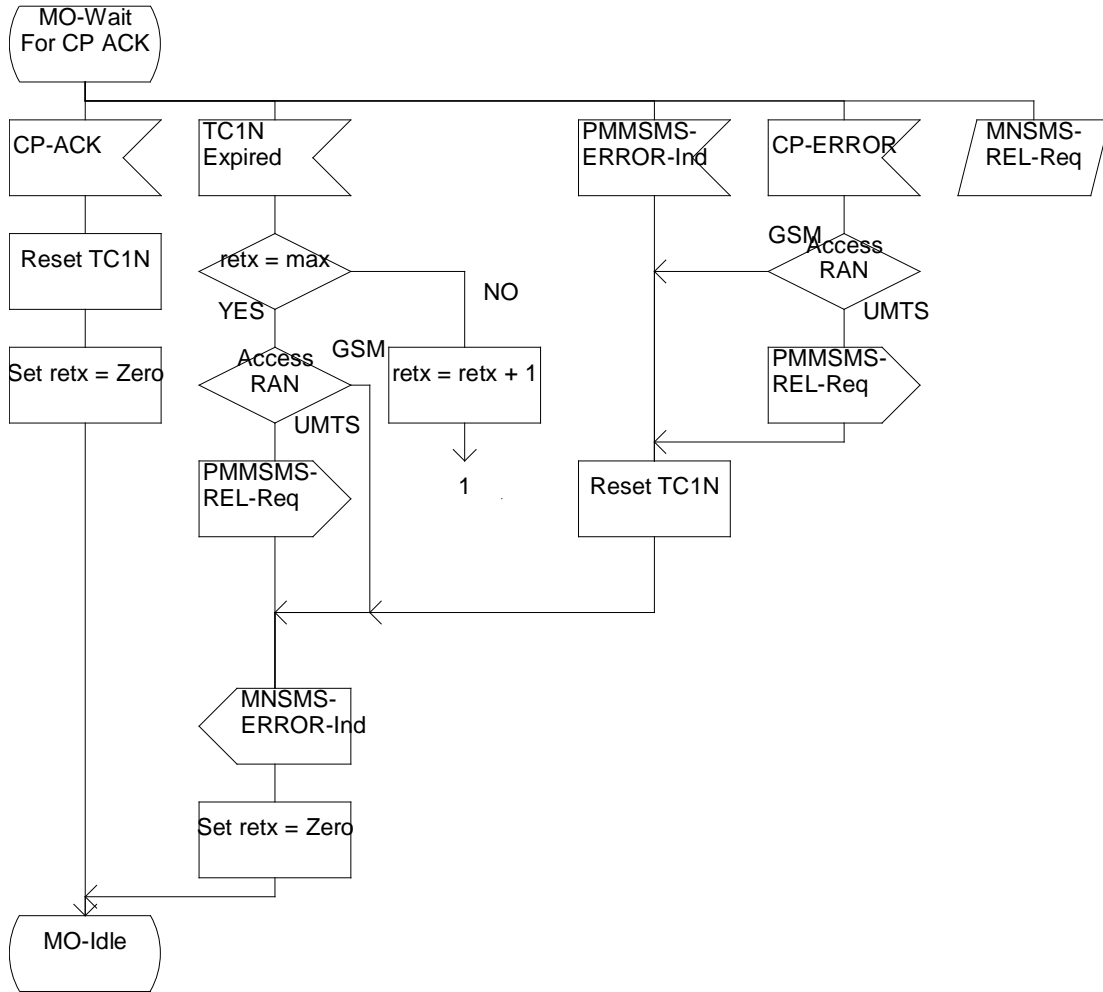 MO-Wait
For CP ACK
CP-ACK
TC1N
Expired
PMMSMS-
ERROR-Ind
CP-ERROR
MNSMS-
REL-Req
Reset TC1N
retx = max
GSM
Access
RAN
NO
YES
UMTS
Set retx = Zero
Access
RAN
GSM
retx = retx + 1
PMMSMS-
REL-Req
UMTS
PMMSMS-
REL-Req
1
Reset TC1N
MNSMS-
ERROR-Ind
Set retx = Zero
MO-Idle